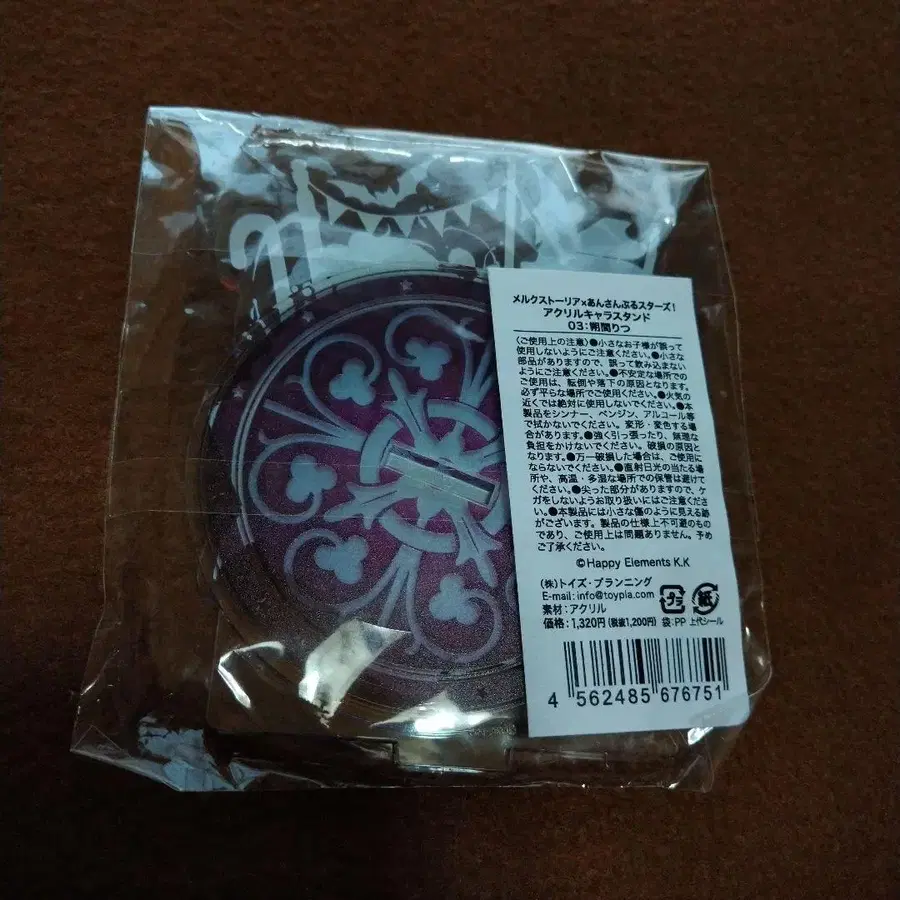 メルクストーリア×あんさんぶるスターズ！
アクリルキャラスタンド
03：朔間りつ
〈ご使用上の注意〉●小さなお子様が誤って
使用しないようにご注意ください。●小さな
部品がありますので、誤って飲み込まない
ようにご注意ください。●不安定な場所での
ご使用は、転倒や落下の原因となります。
必ず平らな場所でご使用ください。●火気の
近くでは絶対に使用しないでください。●本
製品をシンナー、ベンジン、アルコール等
で拭かないでください。変形・変色する場
合があります。●強く引っ張ったり、無理な
負担をかけないでください。破損の原因と
なります。●万一破損した場合は、ご使用に
ならないでください。●直射日光の当たる場
所や、高温・多湿な場所での保管は避けて
ください。●尖った部分がありますので、ケ
ガをしないようお取り扱いにはご注意くださ
い。●本製品には小さな傷のように見える跡
がございます。製品の仕様上不可避のもの
であり、ご使用上は問題ありません。予め
ご了承ください。
©Happy Elements K.K
（株）トイズ・プランニング
E-mail: info@toypla.com
素材：アクリル
プラ 紙
価格：1,320円（税抜1,200円） 袋：PP 上代シール
4 562485 676751